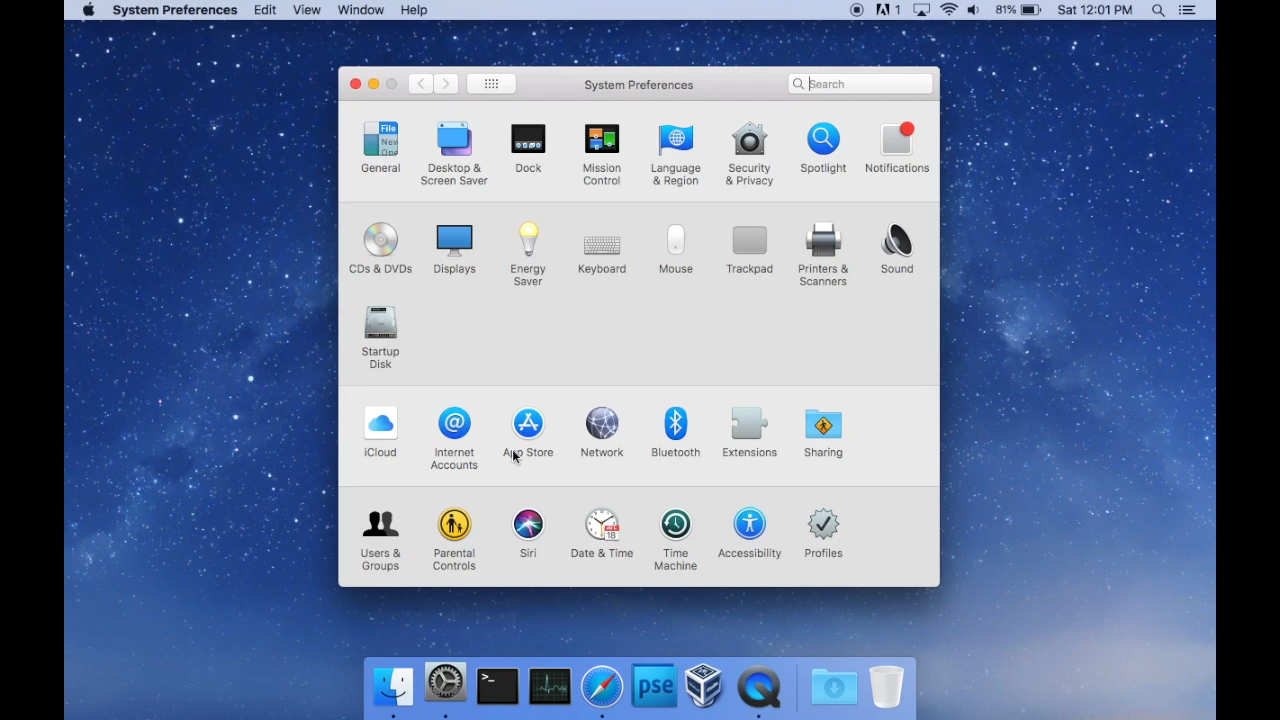 System Preferences Edit View Window Help 1 81% Sat 12:01 PM
System Preferences Search
File
New
General Desktop & Screen Saver Dock Mission Control Language & Region Security & Privacy Spotlight Notifications
CDs & DVDs Displays Energy Saver Keyboard Mouse Trackpad Printers & Scanners Sound
Startup Disk
iCloud Internet Accounts App Store Network Bluetooth Extensions Sharing
18
Users & Groups Parental Controls Siri Date & Time Time Machine Accessibility Profiles
>_ pse